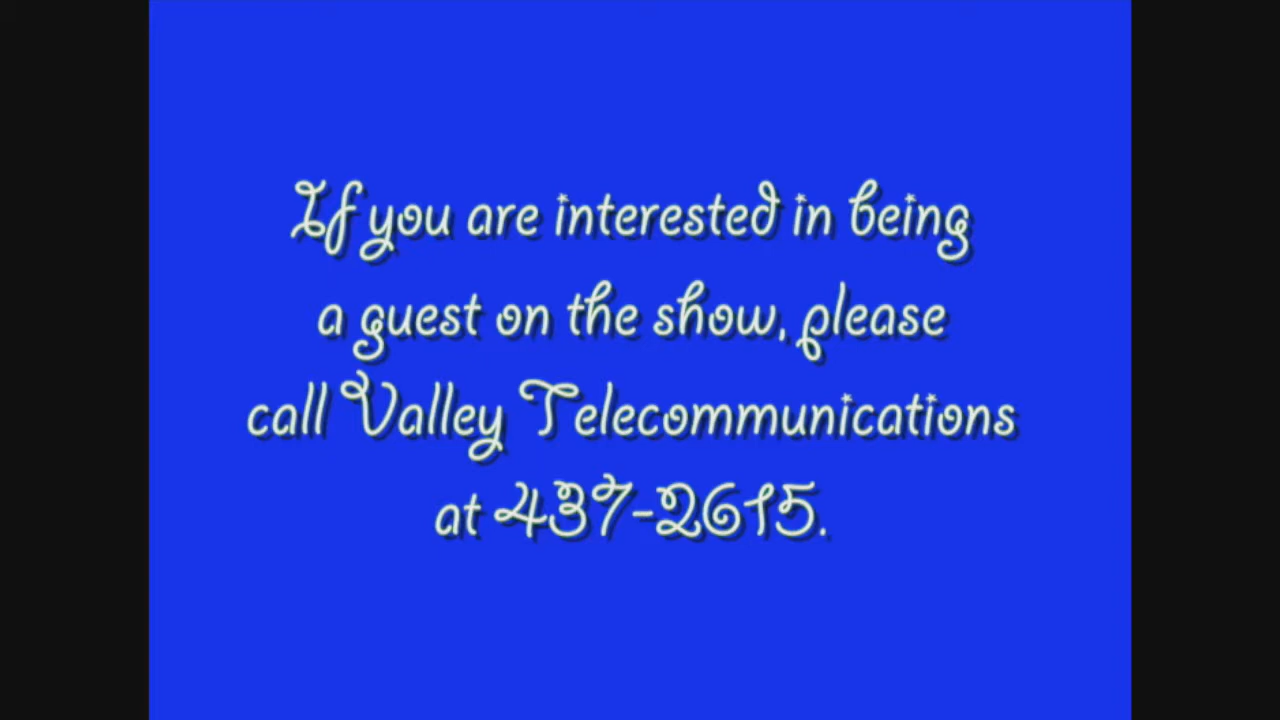 If you are interested in being
a guest on the show, please
call Valley Telecommunications
at 437-2615.